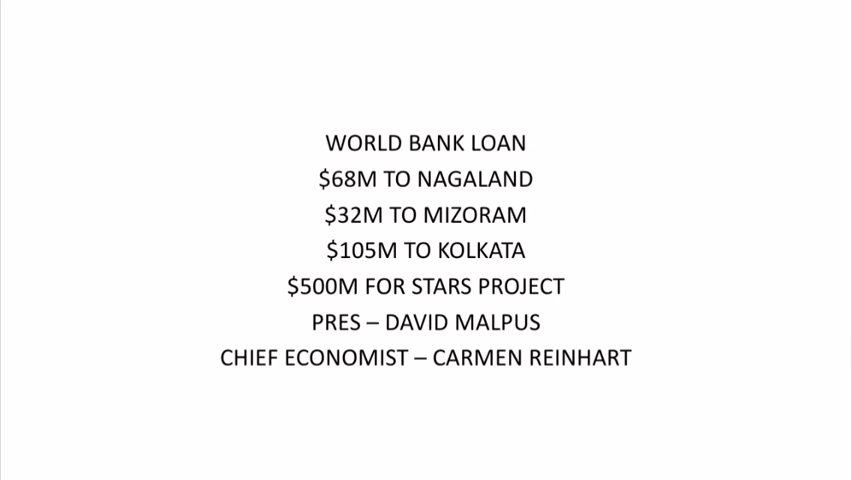 WORLD BANK LOAN
$68M TO NAGALAND
$32M TO MIZORAM
$105M TO KOLKATA
$500M FOR STARS PROJECT
PRES – DAVID MALPUS
CHIEF ECONOMIST – CARMEN REINHART